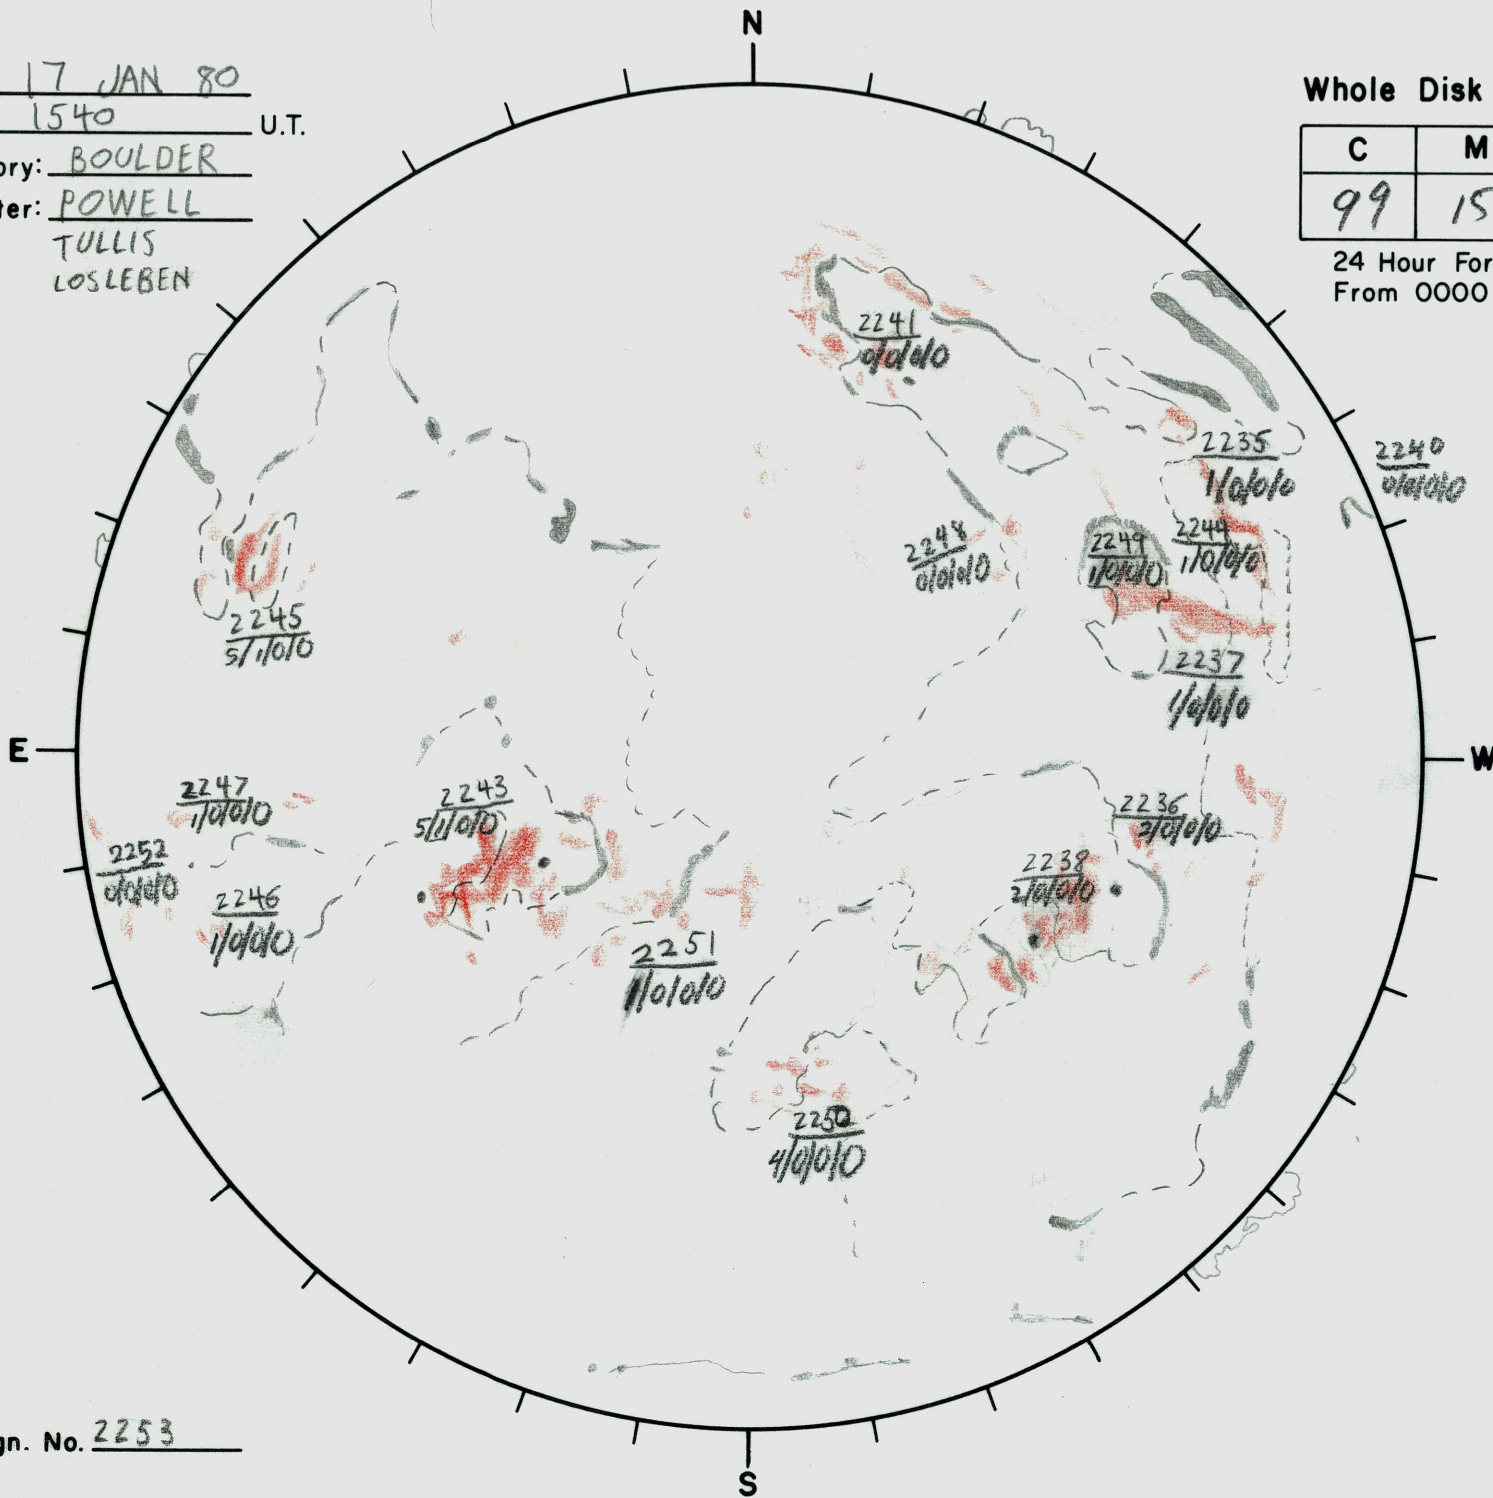 N
17 JAN 80
1540 U.T.
ory: BOULDER
ter: POWELL
TULLIS
LOSLEBEN
Whole Disk
C M
99 15
24 Hour For
From 0000
2241
0/0/0/0
2235
1/0/0/0
2240
0/0/0/0
2248
0/0/0/0
2249
1/0/0/0
2244
1/0/0/0
2245
5/1/0/0
2237
1/0/0/0
E
W
2247
1/0/0/0
2243
5/1/0/0
2236
2/0/0/0
2252
0/0/0/0
2238
2/0/0/0
2246
1/0/0/0
2251
1/0/0/0
2250
4/0/0/0
gn. No. 2253
S